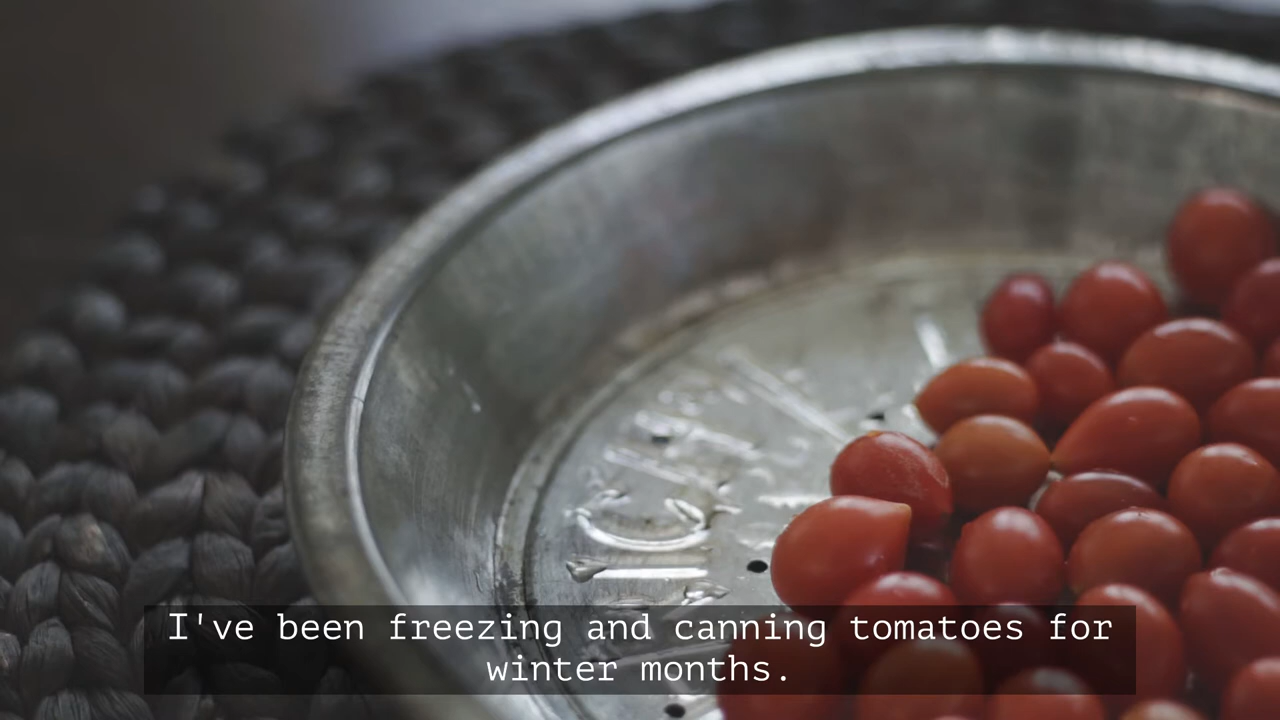 I've been freezing and canning tomatoes for
winter months.